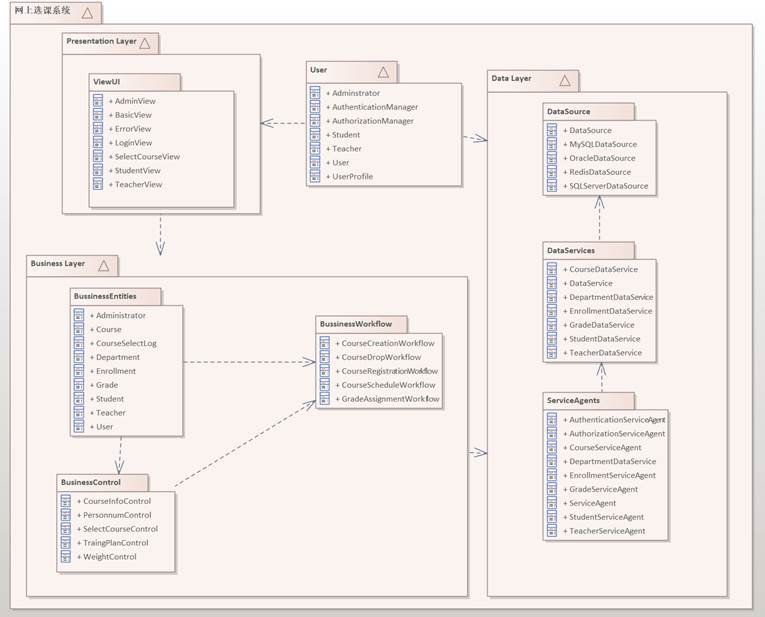 网上选课系统
Presentation Layer
ViewUI
+ AdminView
+ BasicView
+ ErrorView
+ LoginView
+ SelectCourseView
+ StudentView
+ TeacherView
User
+ Adminstrator
+ AuthenticationManager
+ AuthorizationManager
+ Student
+ Teacher
+ User
+ UserProfile
Data Layer
DataSource
+ DataSource
+ MySQLDataSource
+ OracleDataSource
+ RedisDataSource
+ SQLServerDataSource
DataServices
+ CourseDataService
+ DataService
+ DepartmentDataService
+ EnrollmentDataService
+ GradeDataService
+ StudentDataService
+ TeacherDataService
ServiceAgents
+ AuthenticationServiceAgent
+ AuthorizationServiceAgent
+ CourseServiceAgent
+ DepartmentDataService
+ EnrollmentServiceAgent
+ GradeServiceAgent
+ ServiceAgent
+ StudentServiceAgent
+ TeacherServiceAgent
Business Layer
BussinessEntities
+ Administrator
+ Course
+ CourseSelectLog
+ Department
+ Enrollment
+ Grade
+ Student
+ Teacher
+ User
BussinessWorkflow
+ CourseCreationWorkflow
+ CourseDropWorkflow
+ CourseRegistrationWorkflow
+ CourseScheduleWorkflow
+ GradeAssignmentWorkflow
BusinessControl
+ CourseInfoControl
+ PersonnumControl
+ SelectCourseControl
+ TraingPlanControl
+ WeightControl